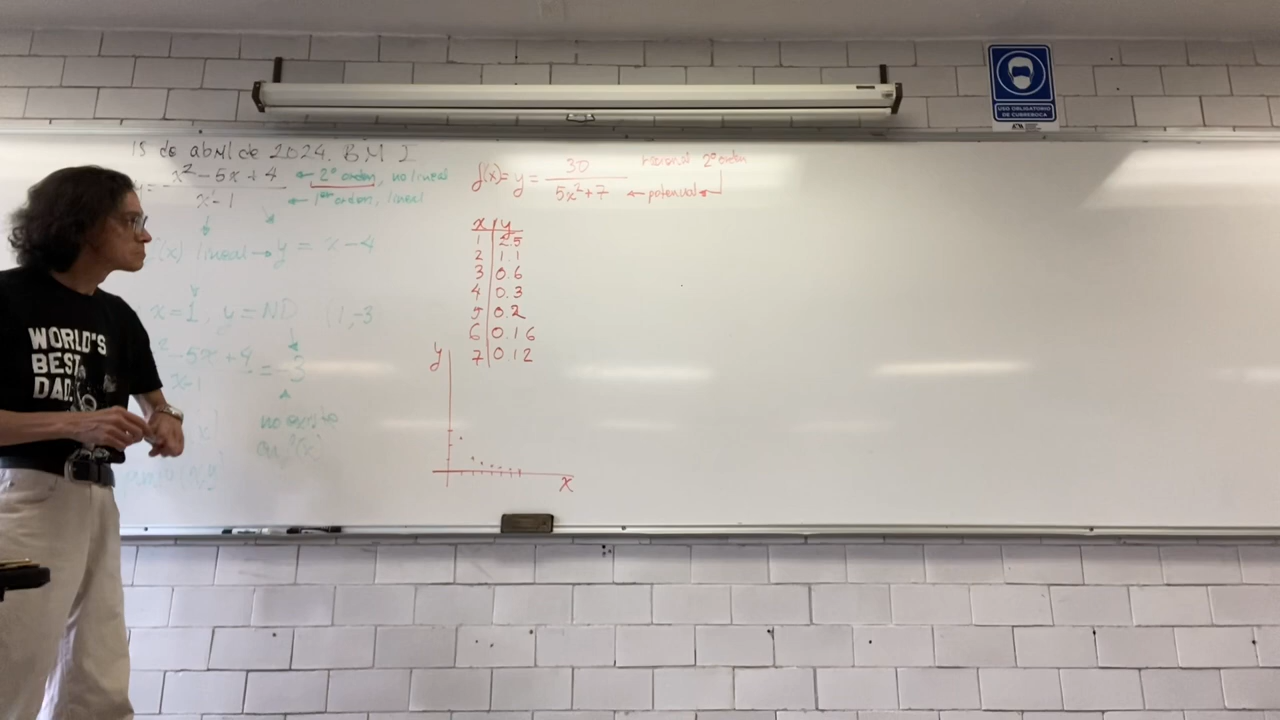 15 de abril de 2024. BM 2
x² - 5x + 4 ← 2° orden, no lineal
y =
x - 1 ← 1er orden, lineal
(x) lineal → y = x - 4
x = 1, y = ND (1, -3)
² - 5x + 4
x - 1
= -3
no existe
f(x) = y = 30
5x² + 7
racional 2° orden
← potencial
x y
1 2.5
2 1.1
3 0.6
4 0.3
5 0.2
6 0.16
7 0.12
y
x
WORLD'S
BEST
DAD
USO OBLIGATORIO
DE CUBREBOCA